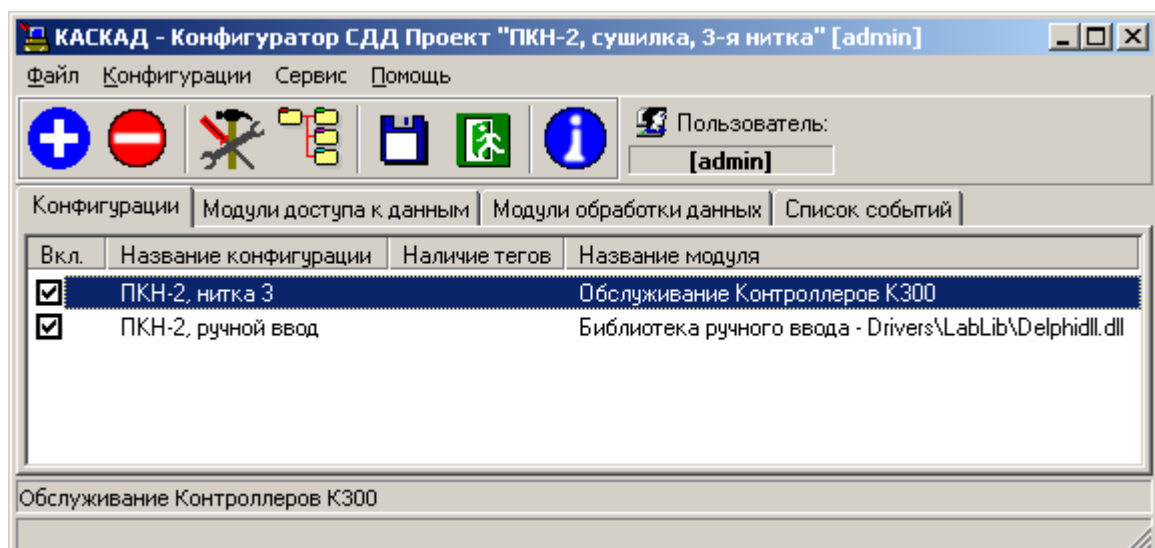 КАСКАД - Конфигуратор СДД Проект "ПКН-2, сушилка, 3-я нитка" [admin]
Файл Конфигурации Сервис Помощь
Пользователь:
[admin]
Конфигурации Модули доступа к данным Модули обработки данных Список событий
Вкл. Название конфигурации Наличие тегов Название модуля
ПКН-2, нитка 3 Обслуживание Контроллеров К300
ПКН-2, ручной ввод Библиотека ручного ввода - Drivers\LabLib\Delphidll.dll
Обслуживание Контроллеров К300